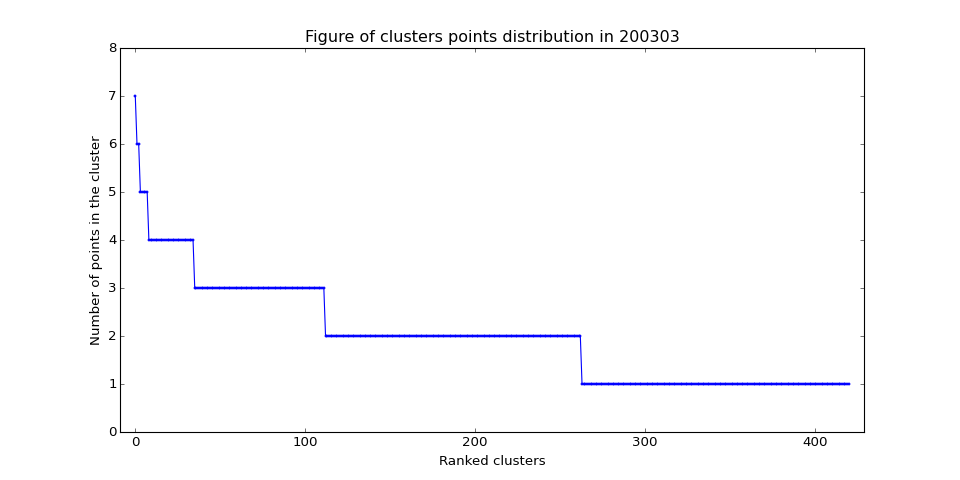 Figure of clusters points distribution in 200303
8
7
6
5
4
3
2
1
0
Number of points in the cluster
0 100 200 300 400
Ranked clusters